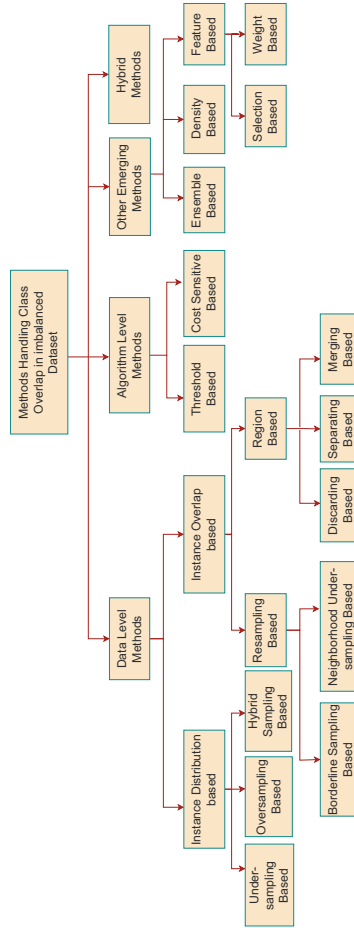 Methods Handling Class
Overlap in imbalanced
Dataset
Data Level
Methods
Algorithm Level
Methods
Other Emerging
Methods
Hybrid
Methods
Instance Distribution
based
Instance Overlap
based
Threshold
Based
Cost Sensitive
Based
Ensemble
Based
Density
Based
Feature
Based
Under-
sampling
Based
Oversampling
Based
Hybrid
Sampling
Based
Resampling
Based
Region
Based
Selection
Based
Weight
Based
Borderline Sampling
Based
Neighborhood Under-
sampling Based
Discarding
Based
Separating
Based
Merging
Based